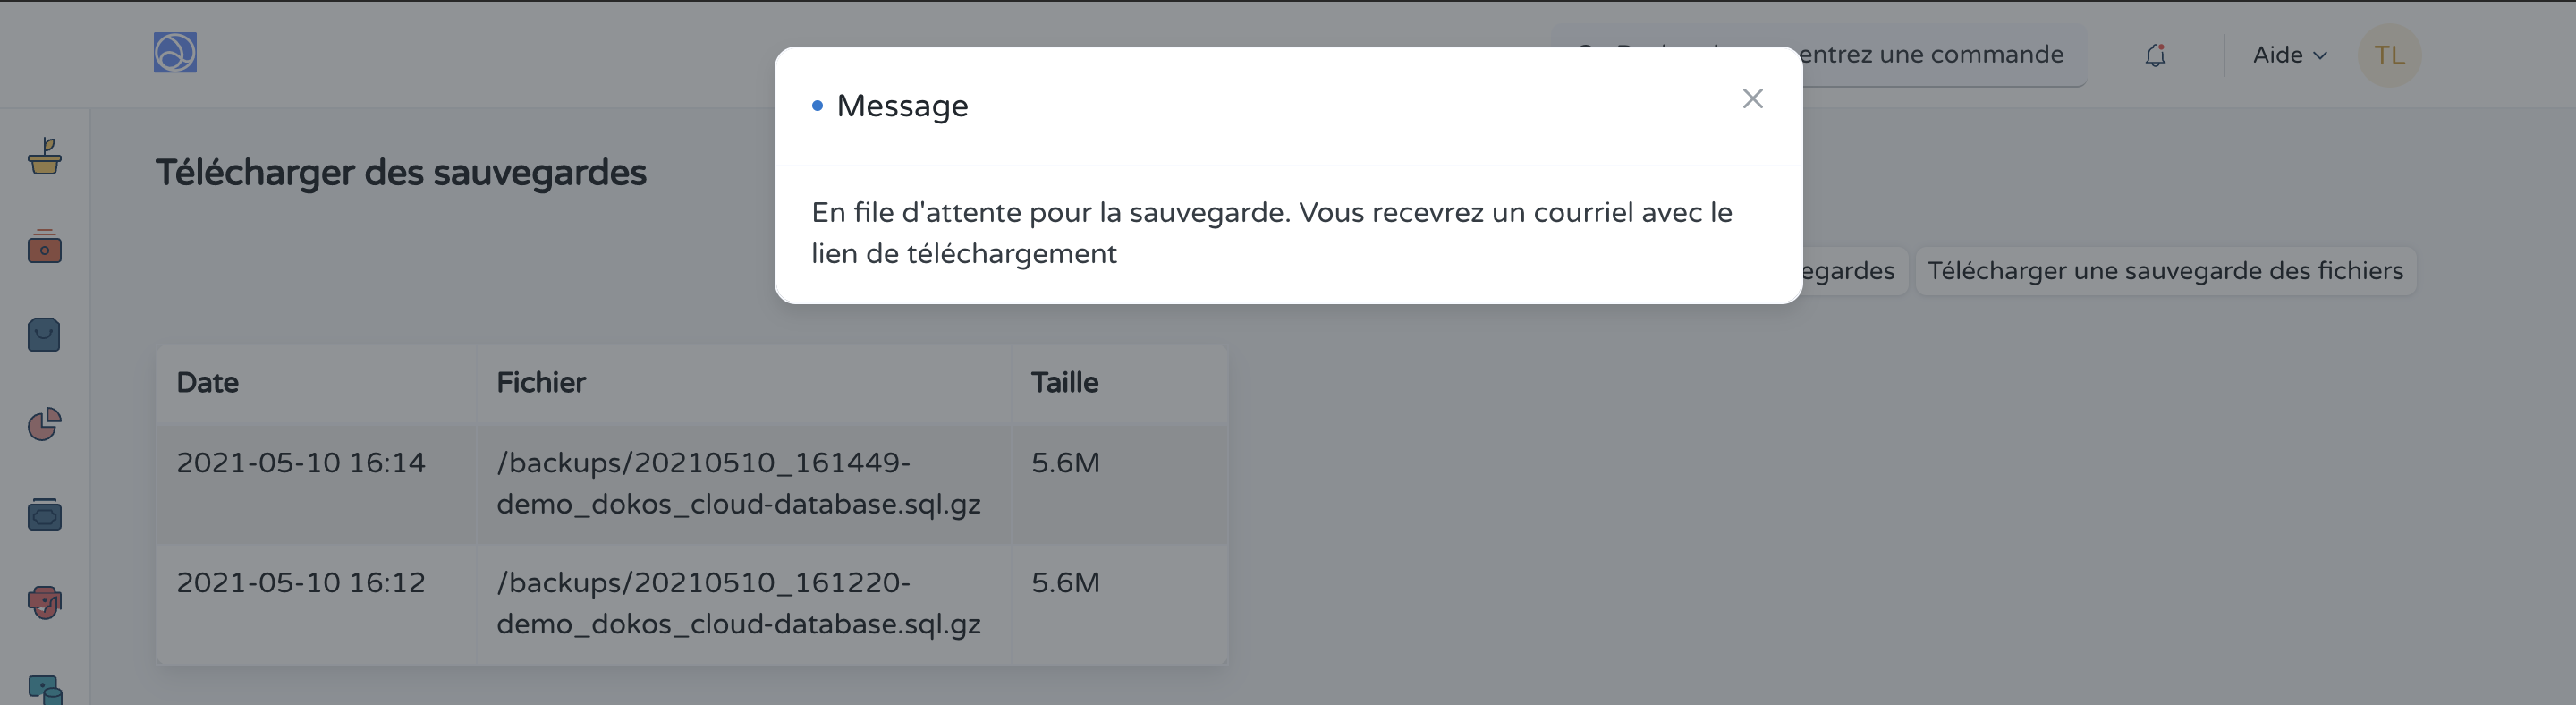 entrez une commande
Aide
TL
Message
En file d'attente pour la sauvegarde. Vous recevrez un courriel avec le
lien de téléchargement
Télécharger des sauvegardes
egardes
Télécharger une sauvegarde des fichiers
Date Fichier Taille
2021-05-10 16:14 /backups/20210510_161449- 5.6M
demo_dokos_cloud-database.sql.gz
2021-05-10 16:12 /backups/20210510_161220- 5.6M
demo_dokos_cloud-database.sql.gz